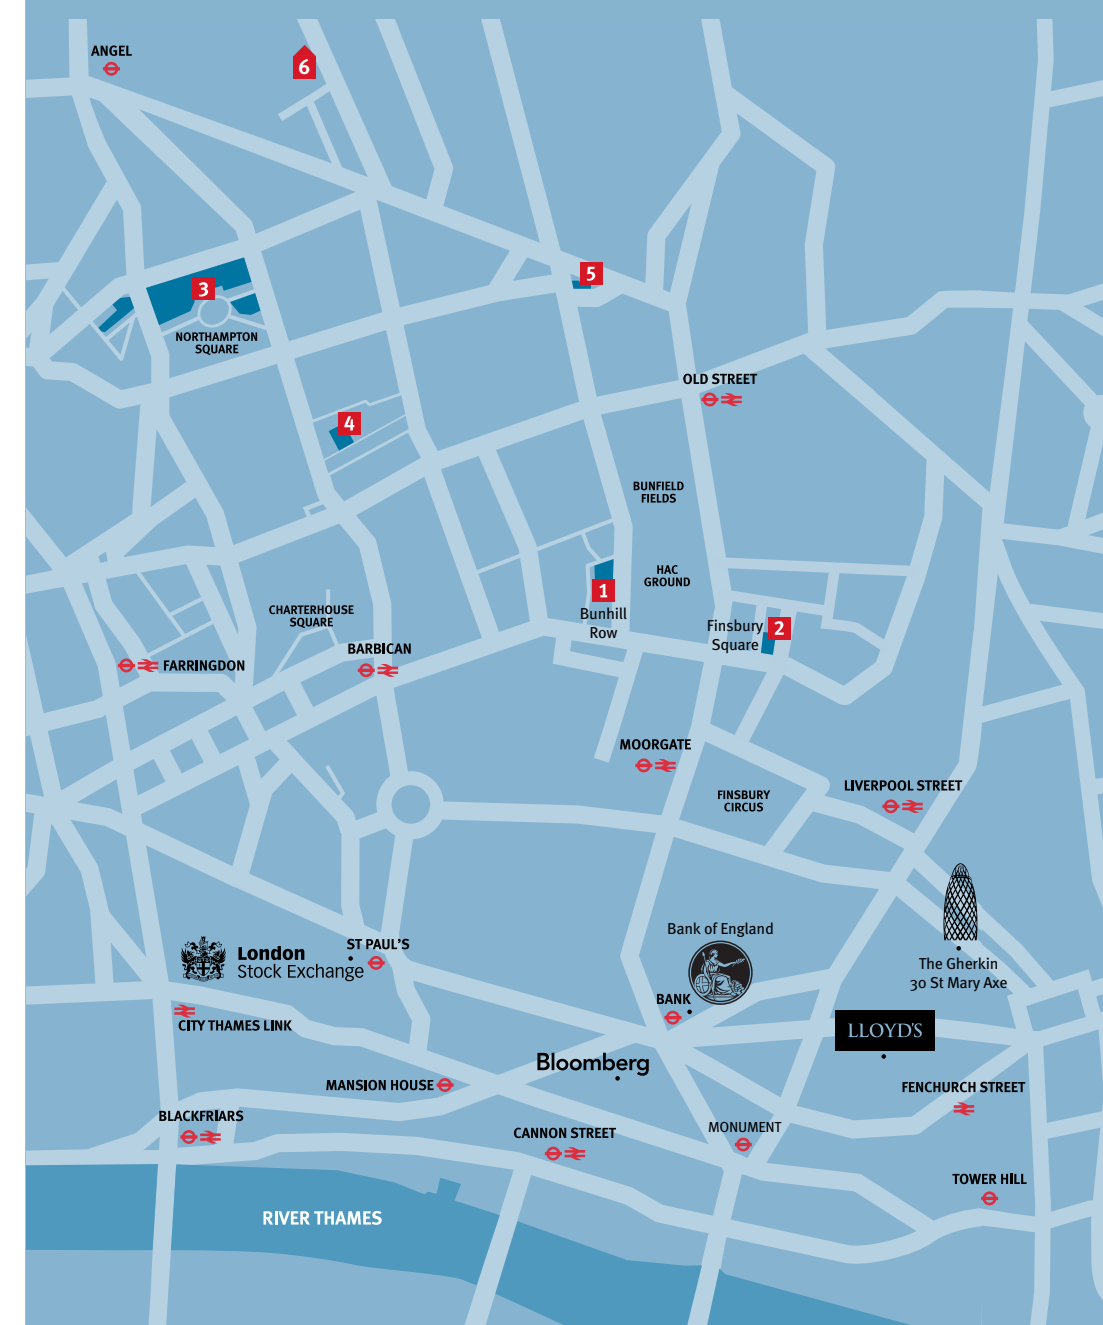 ANGEL
6
5
3
NORTHAMPTON
SQUARE
OLD STREET
4
BUNFIELD
FIELDS
HAC
GROUND
1
Bunhill
Row
CHARTERHOUSE
SQUARE
Finsbury
Square
2
BARBICAN
FARRINGDON
MOORGATE
LIVERPOOL STREET
FINSBURY
CIRCUS
Bank of England
ST PAUL'S
London
Stock Exchange
The Gherkin
30 St Mary Axe
BANK
CITY THAMES LINK
LLOYD'S
Bloomberg
MANSION HOUSE
FENCHURCH STREET
BLACKFRIARS
CANNON STREET
MONUMENT
TOWER HILL
RIVER THAMES